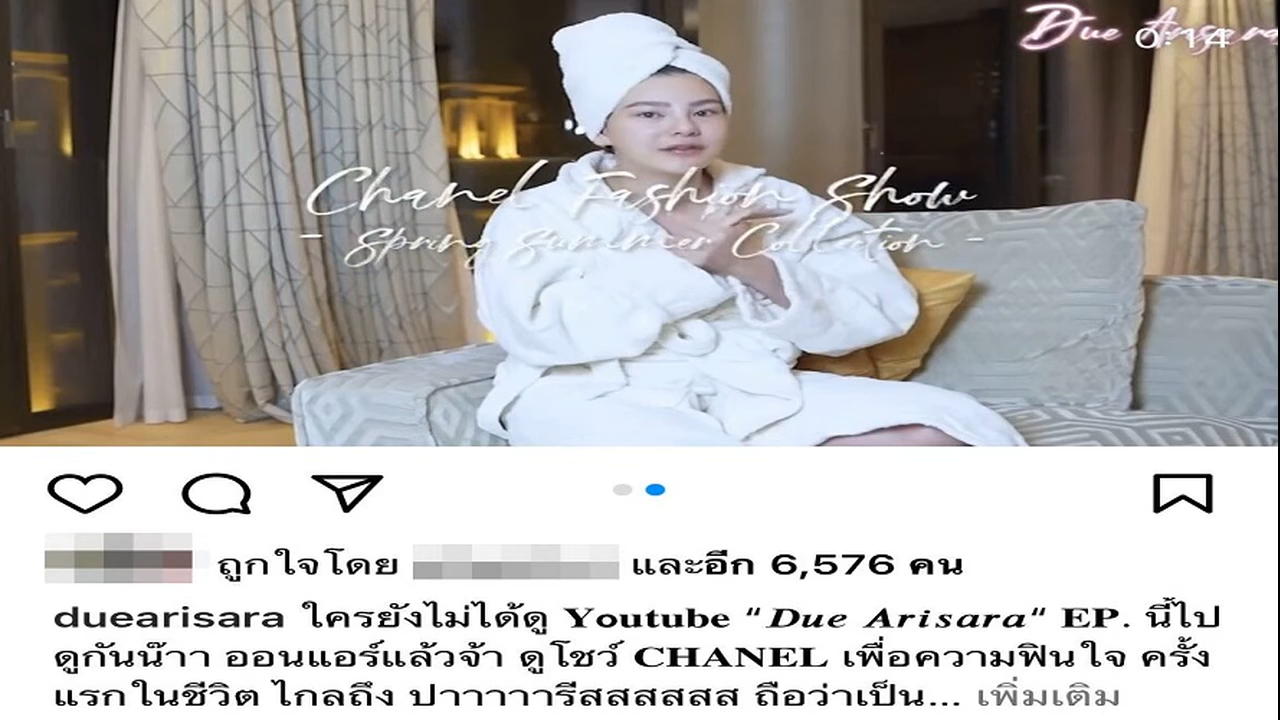 Due Arisara
0:14
Chanel Fashion Show
- Spring Summer Collection -
ถูกใจโดย และอีก 6,576 คน
duearisara ใครยังไม่ได้ดู Youtube "Due Arisara" EP. นี้ไป
ดูกันน๊าา ออนแอร์แล้วจ้า ดูโชว์ CHANEL เพื่อความฟินใจ ครั้ง
แรกในชีวิต ไกลถึง ปาาาาารีสสสสสส ถือว่าเป็น... เพิ่มเติม